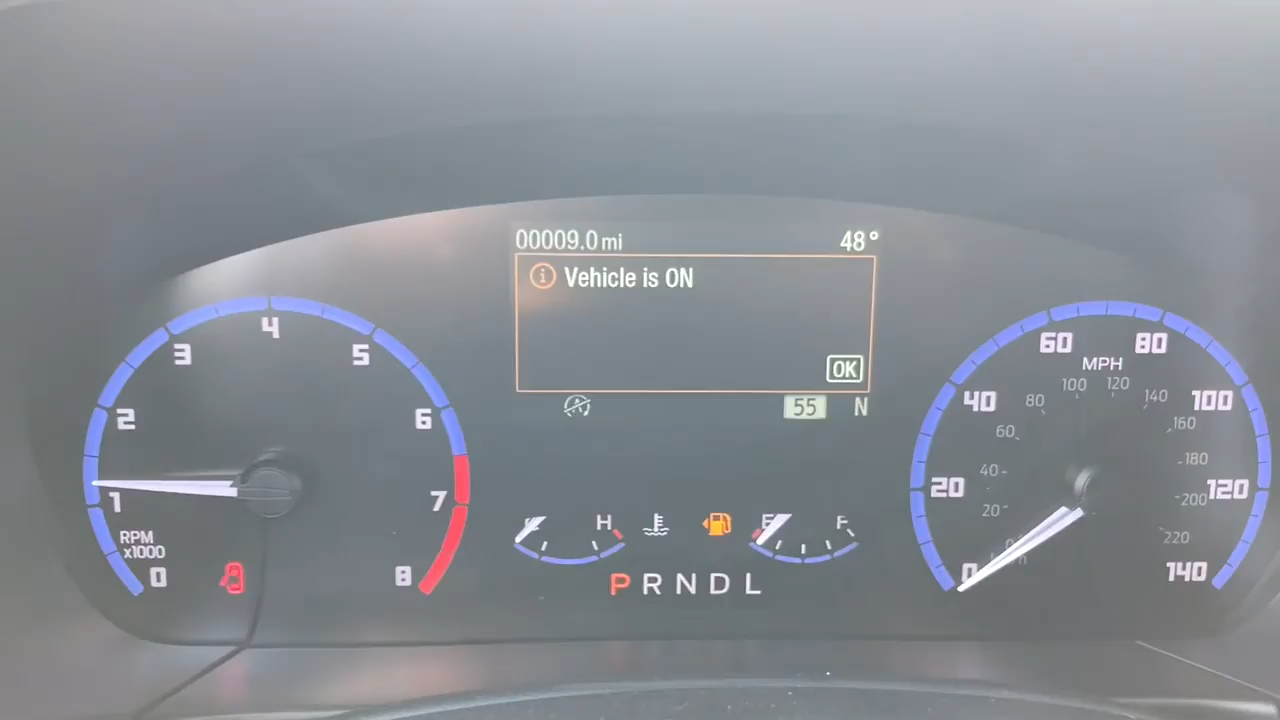 00009.0 mi 48°
Vehicle is ON
OK
55 N
0 1 2 3 4 5 6 7 8
RPM
x1000
H
E F
P R N D L
0 20 40 60 80 100 120 140
MPH
20 40 60 80 100 120 140 160 180 200 220